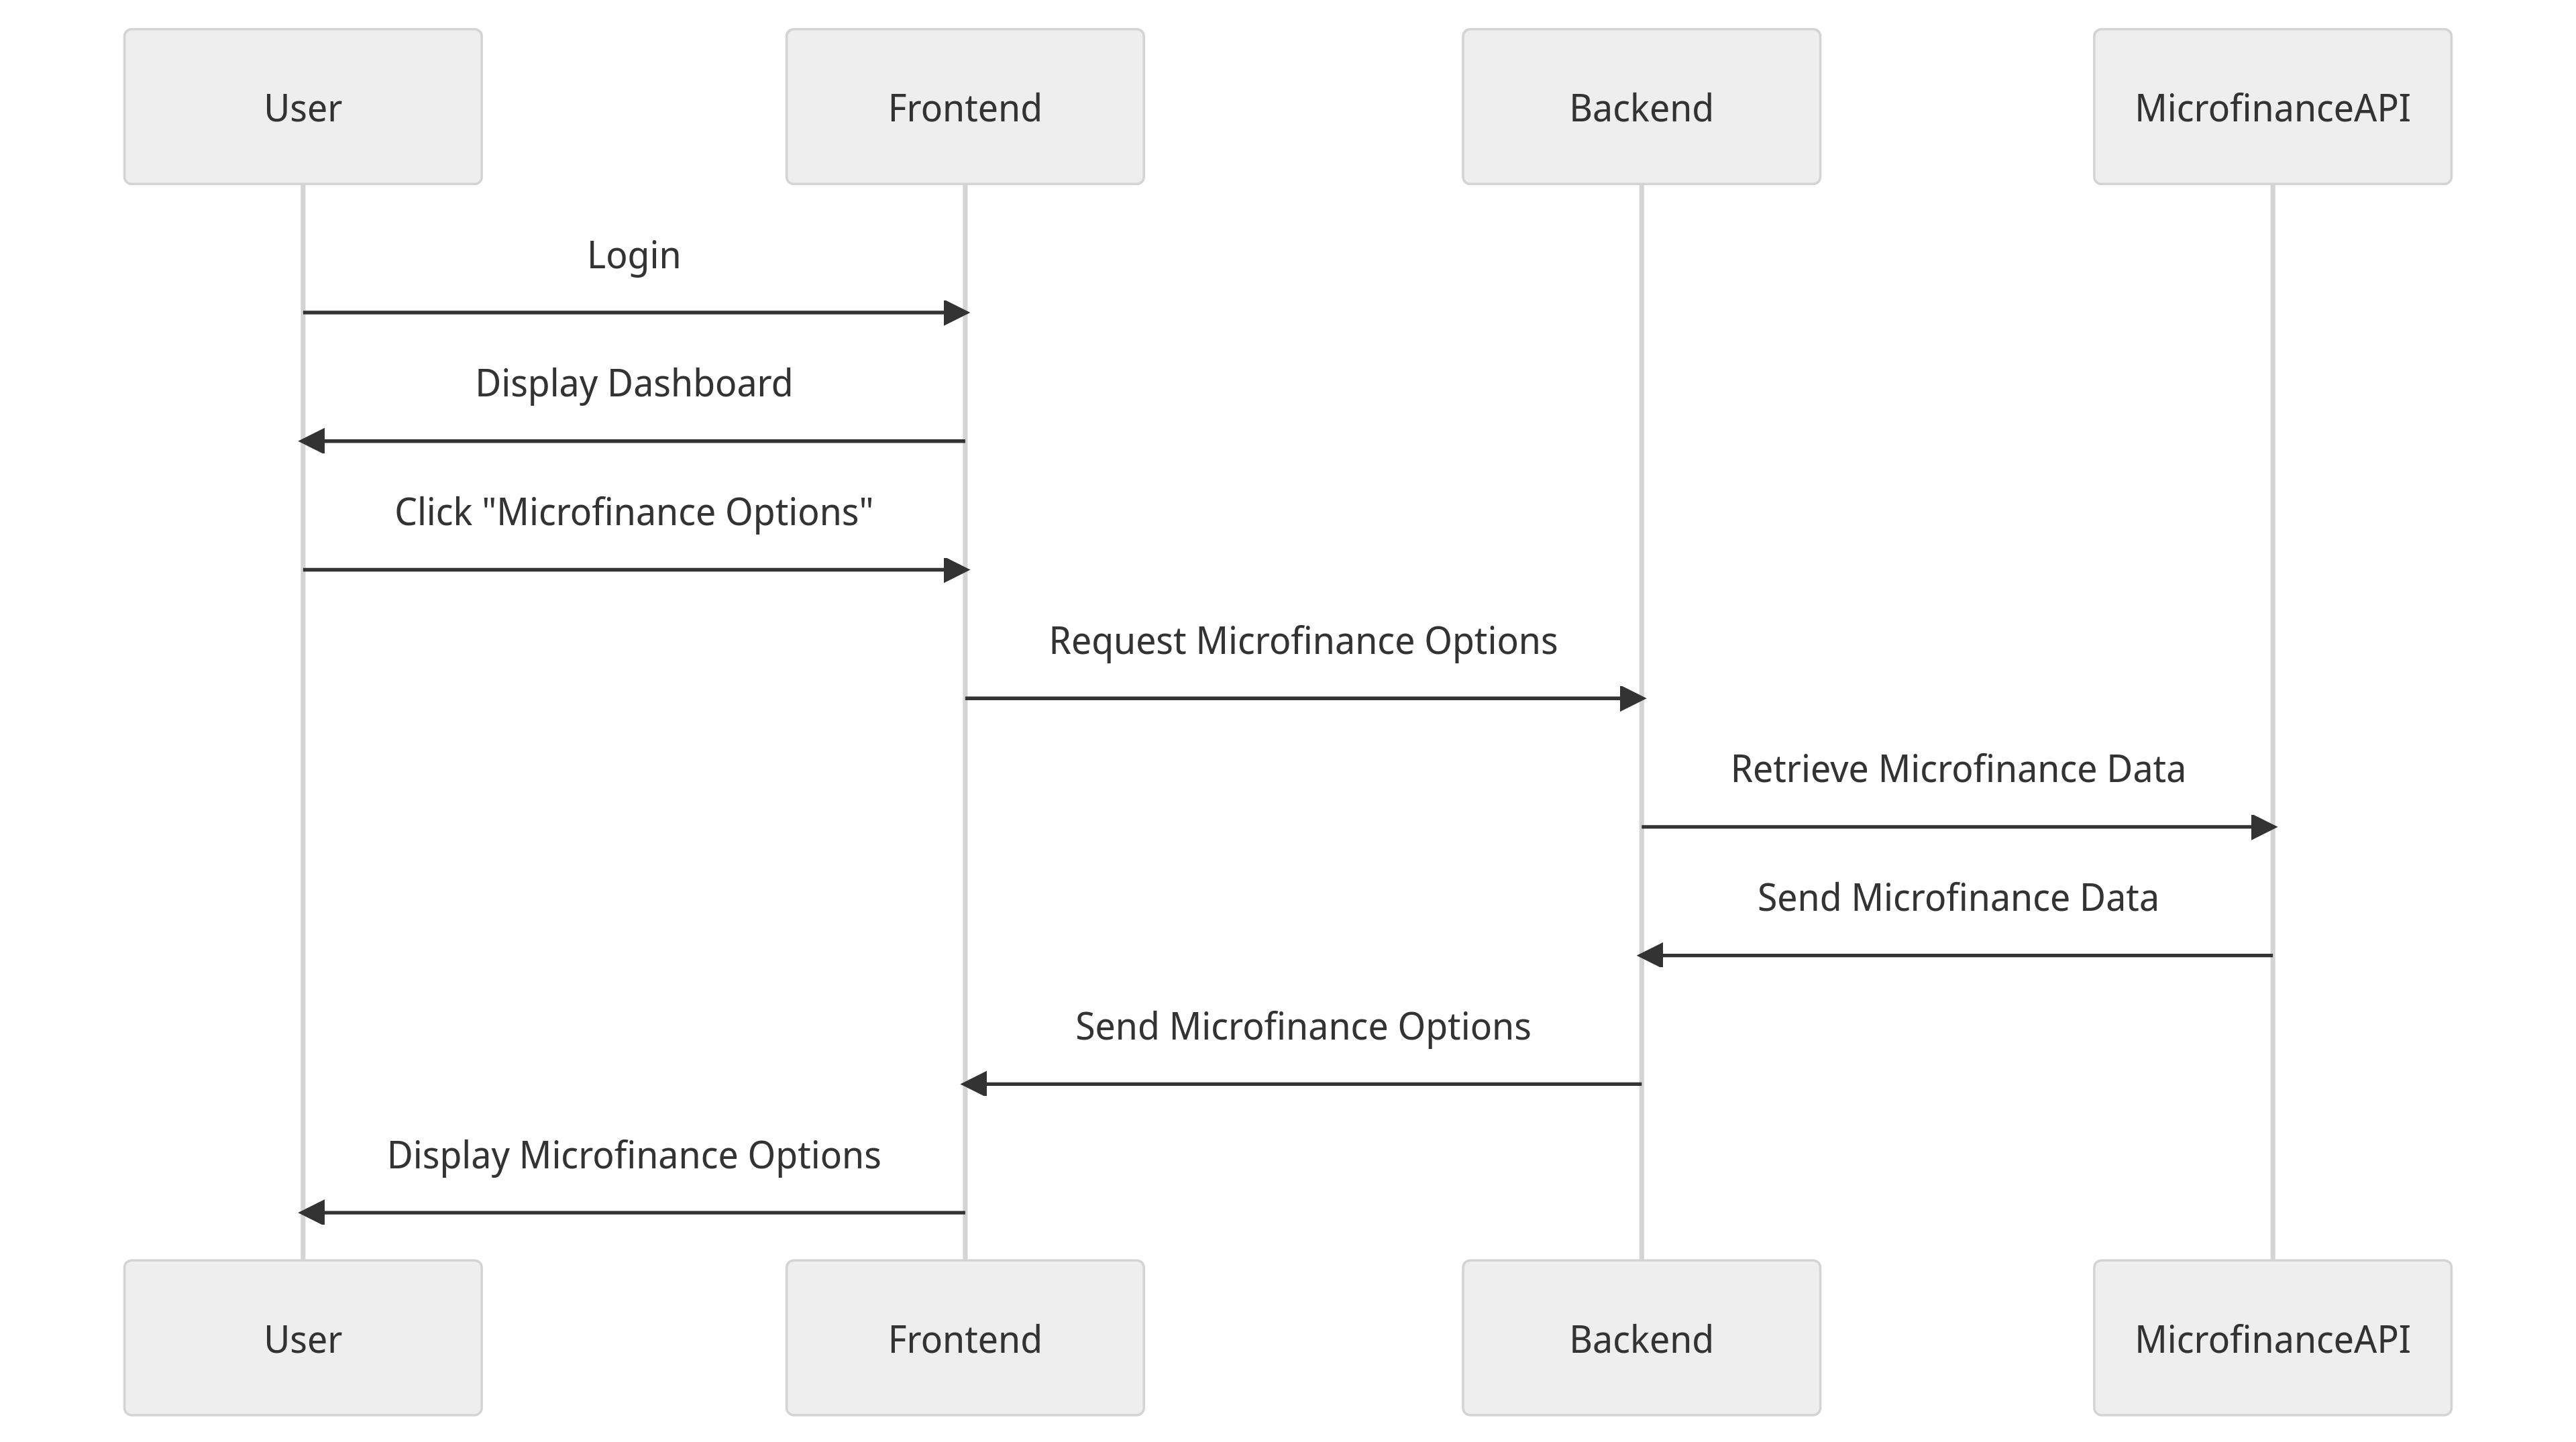 User
Frontend
Backend
MicrofinanceAPI
Login
Display Dashboard
Click "Microfinance Options"
Request Microfinance Options
Retrieve Microfinance Data
Send Microfinance Data
Send Microfinance Options
Display Microfinance Options
User
Frontend
Backend
MicrofinanceAPI